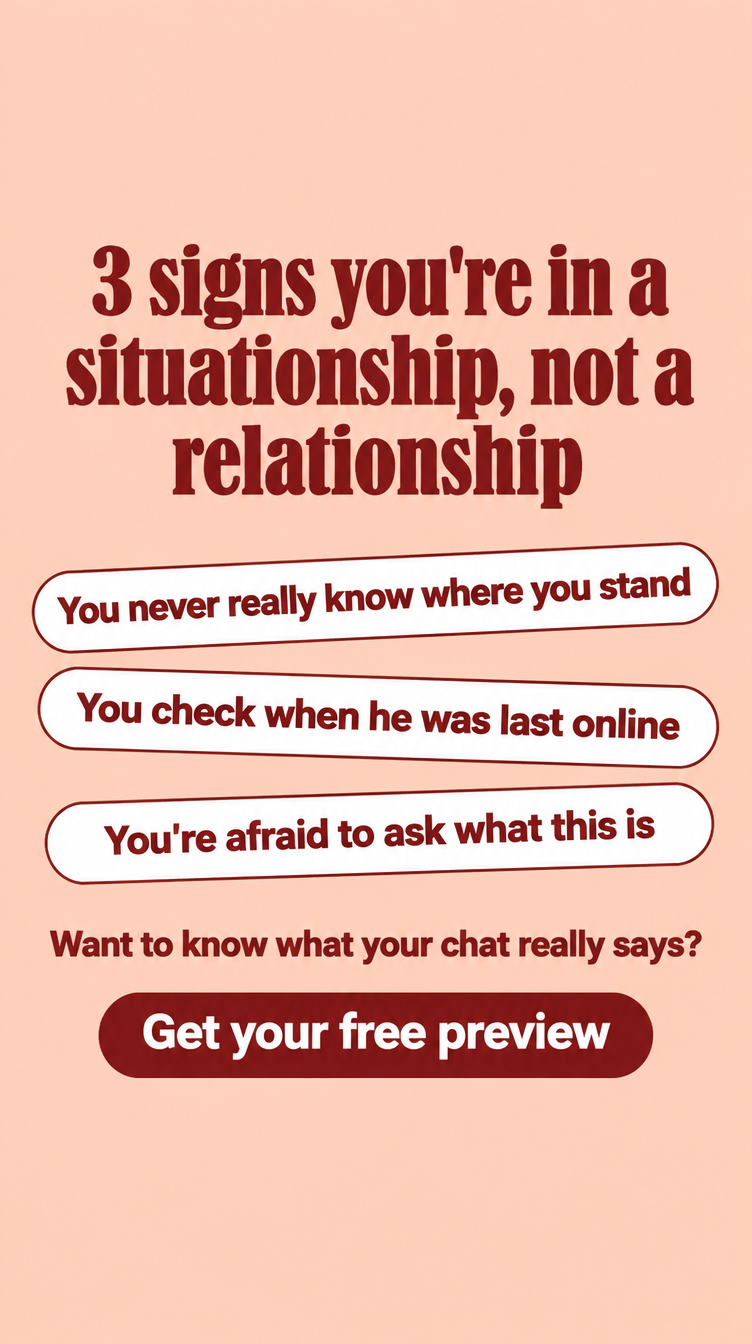 3 signs you're in a
situationship, not a
relationship
You never really know where you stand
You check when he was last online
You're afraid to ask what this is
Want to know what your chat really says?
Get your free preview